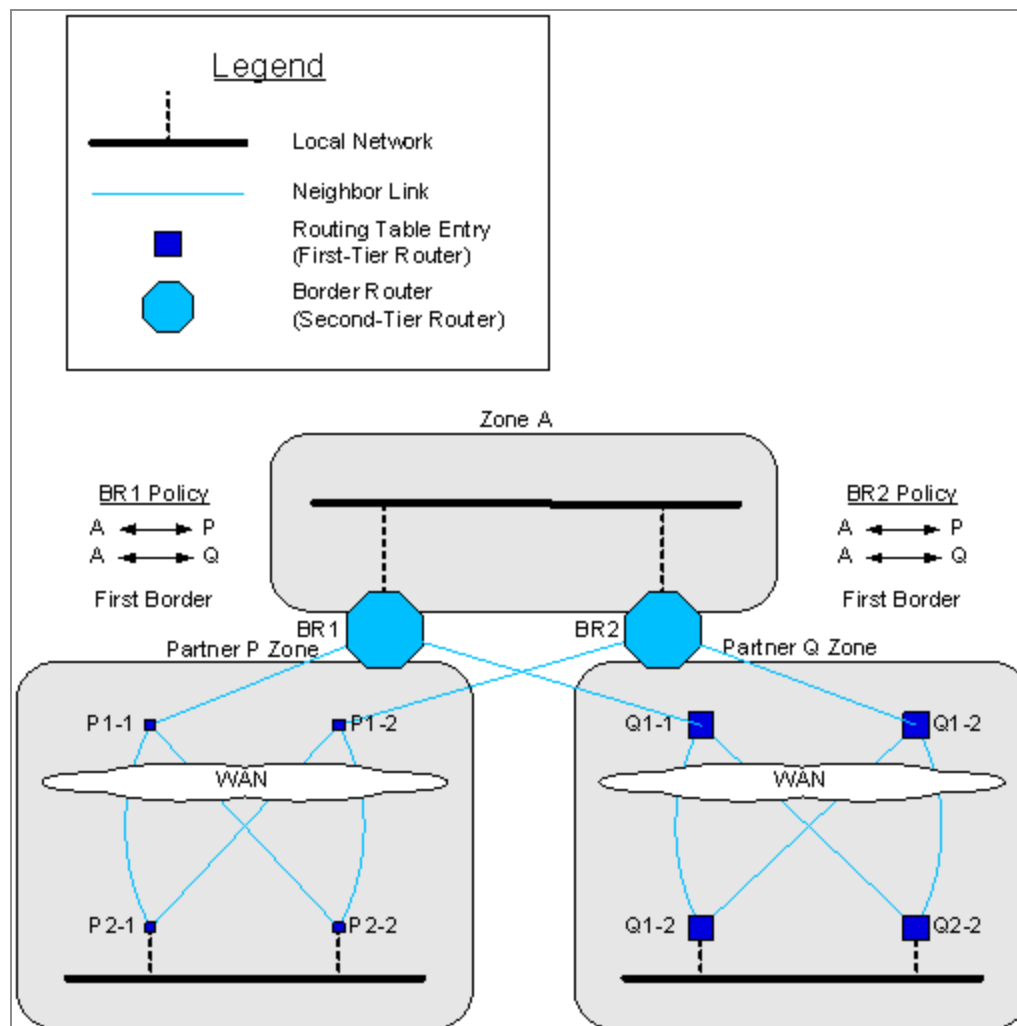 Legend
Local Network
Neighbor Link
Routing Table Entry
(First-Tier Router)
Border Router
(Second-Tier Router)
Zone A
BR1 Policy
A P
A Q
First Border
BR2 Policy
A P
A Q
First Border
BR1
BR2
Partner P Zone
Partner Q Zone
P1-1
P1-2
Q1-1
Q1-2
WAN
WAN
P2-1
P2-2
Q1-2
Q2-2